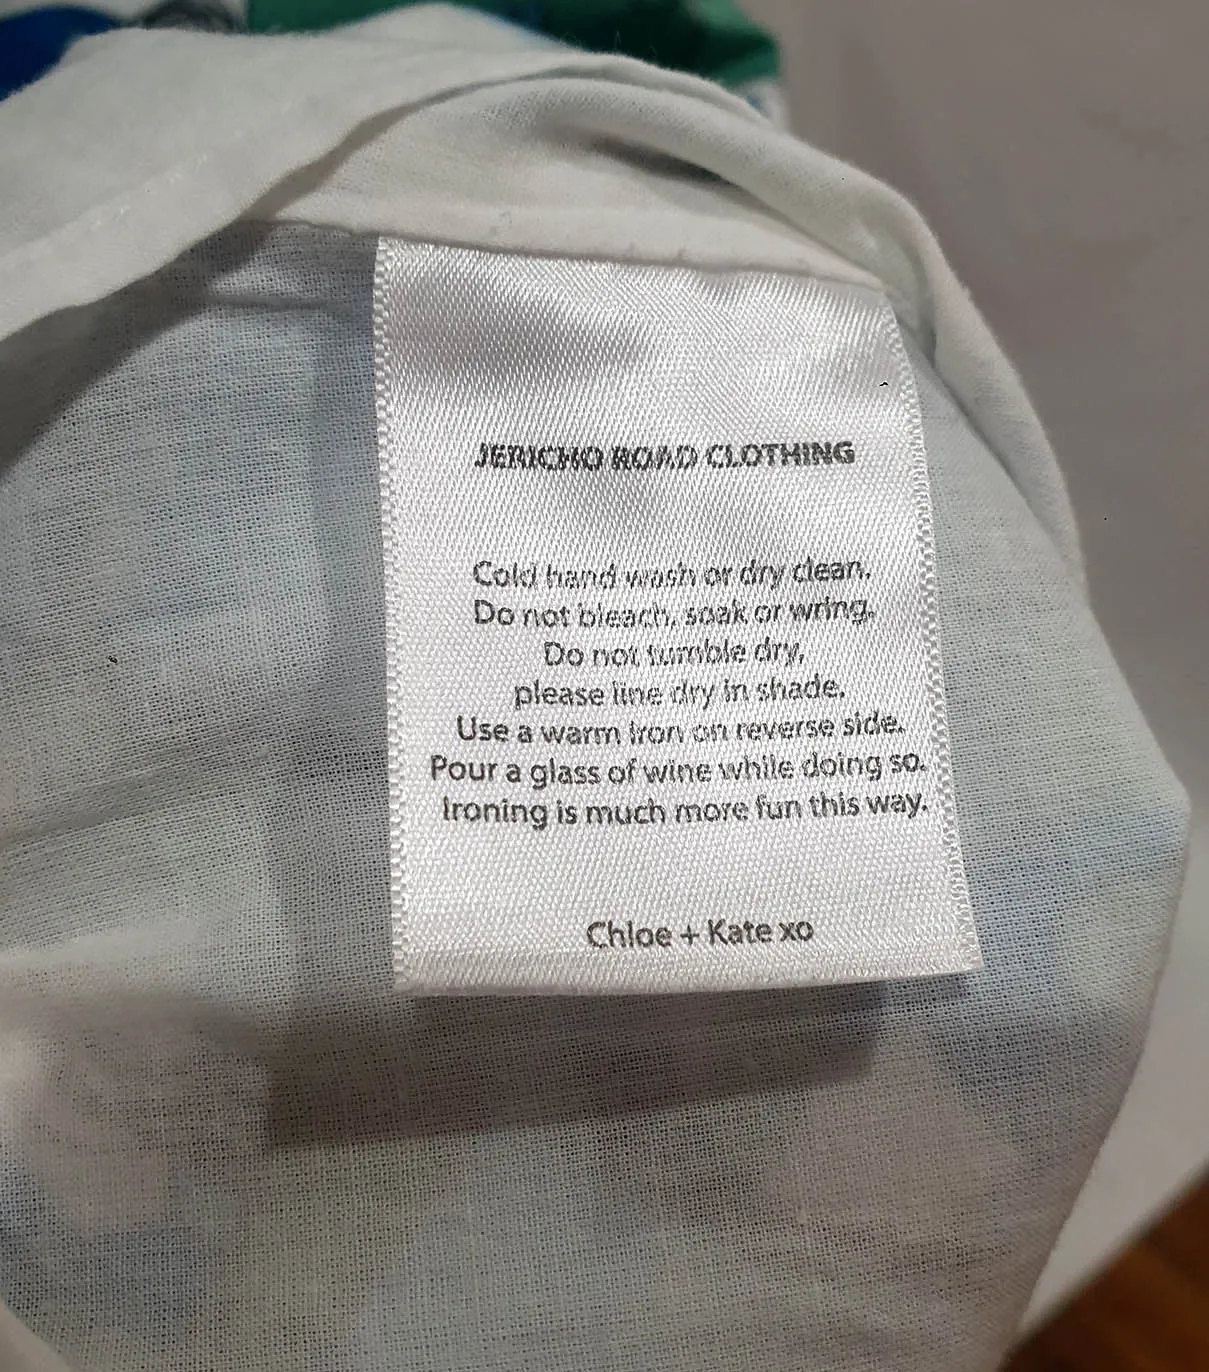 JERICHO ROAD CLOTHING
Cold hand wash or dry clean.
Do not bleach, soak or wring.
Do not tumble dry,
please line dry in shade.
Use a warm iron on reverse side.
Pour a glass of wine while doing so.
Ironing is much more fun this way.
Chloe + Kate xo